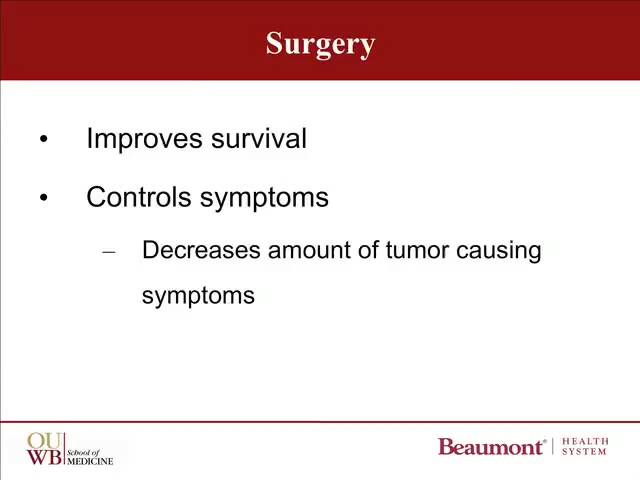 Surgery
• Improves survival
• Controls symptoms
– Decreases amount of tumor causing
symptoms
OU
WB School of
MEDICINE
Beaumont® | HEALTH
SYSTEM